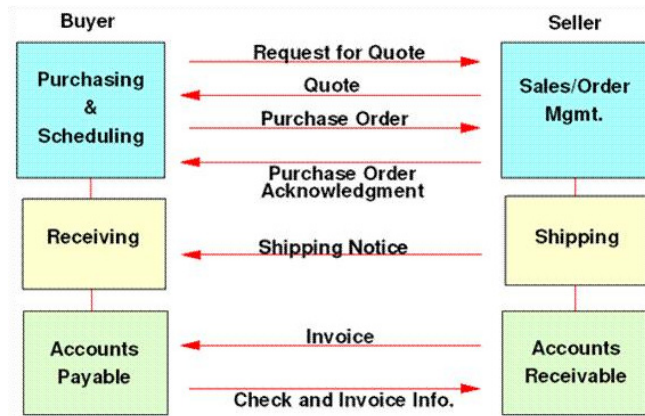 Buyer
Seller
Purchasing
&
Scheduling
Request for Quote
Quote
Purchase Order
Purchase Order
Acknowledgment
Sales/Order
Mgmt.
Receiving
Shipping Notice
Shipping
Accounts
Payable
Invoice
Check and Invoice Info.
Accounts
Receivable